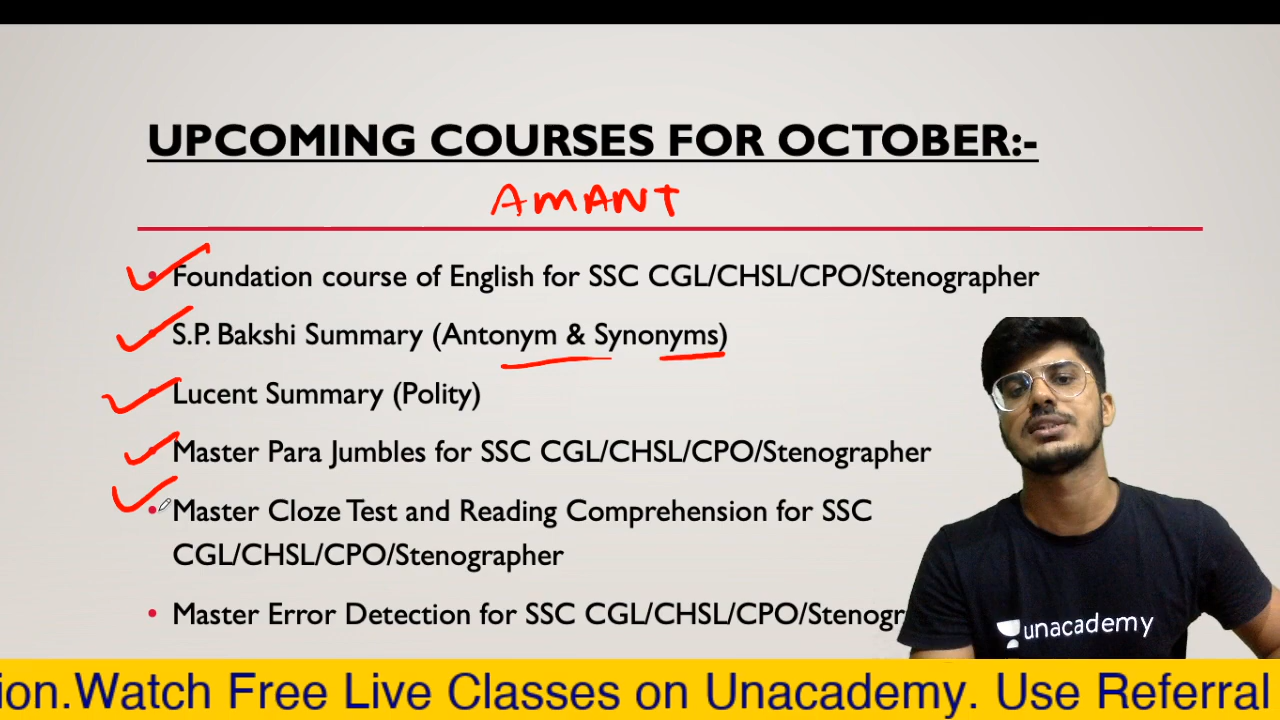 UPCOMING COURSES FOR OCTOBER:-
AMANT
• Foundation course of English for SSC CGL/CHSL/CPO/Stenographer
• S.P. Bakshi Summary (Antonym & Synonyms)
• Lucent Summary (Polity)
• Master Para Jumbles for SSC CGL/CHSL/CPO/Stenographer
• Master Cloze Test and Reading Comprehension for SSC
CGL/CHSL/CPO/Stenographer
• Master Error Detection for SSC CGL/CHSL/CPO/Stenogr
unacademy
ion.Watch Free Live Classes on Unacademy. Use Referral